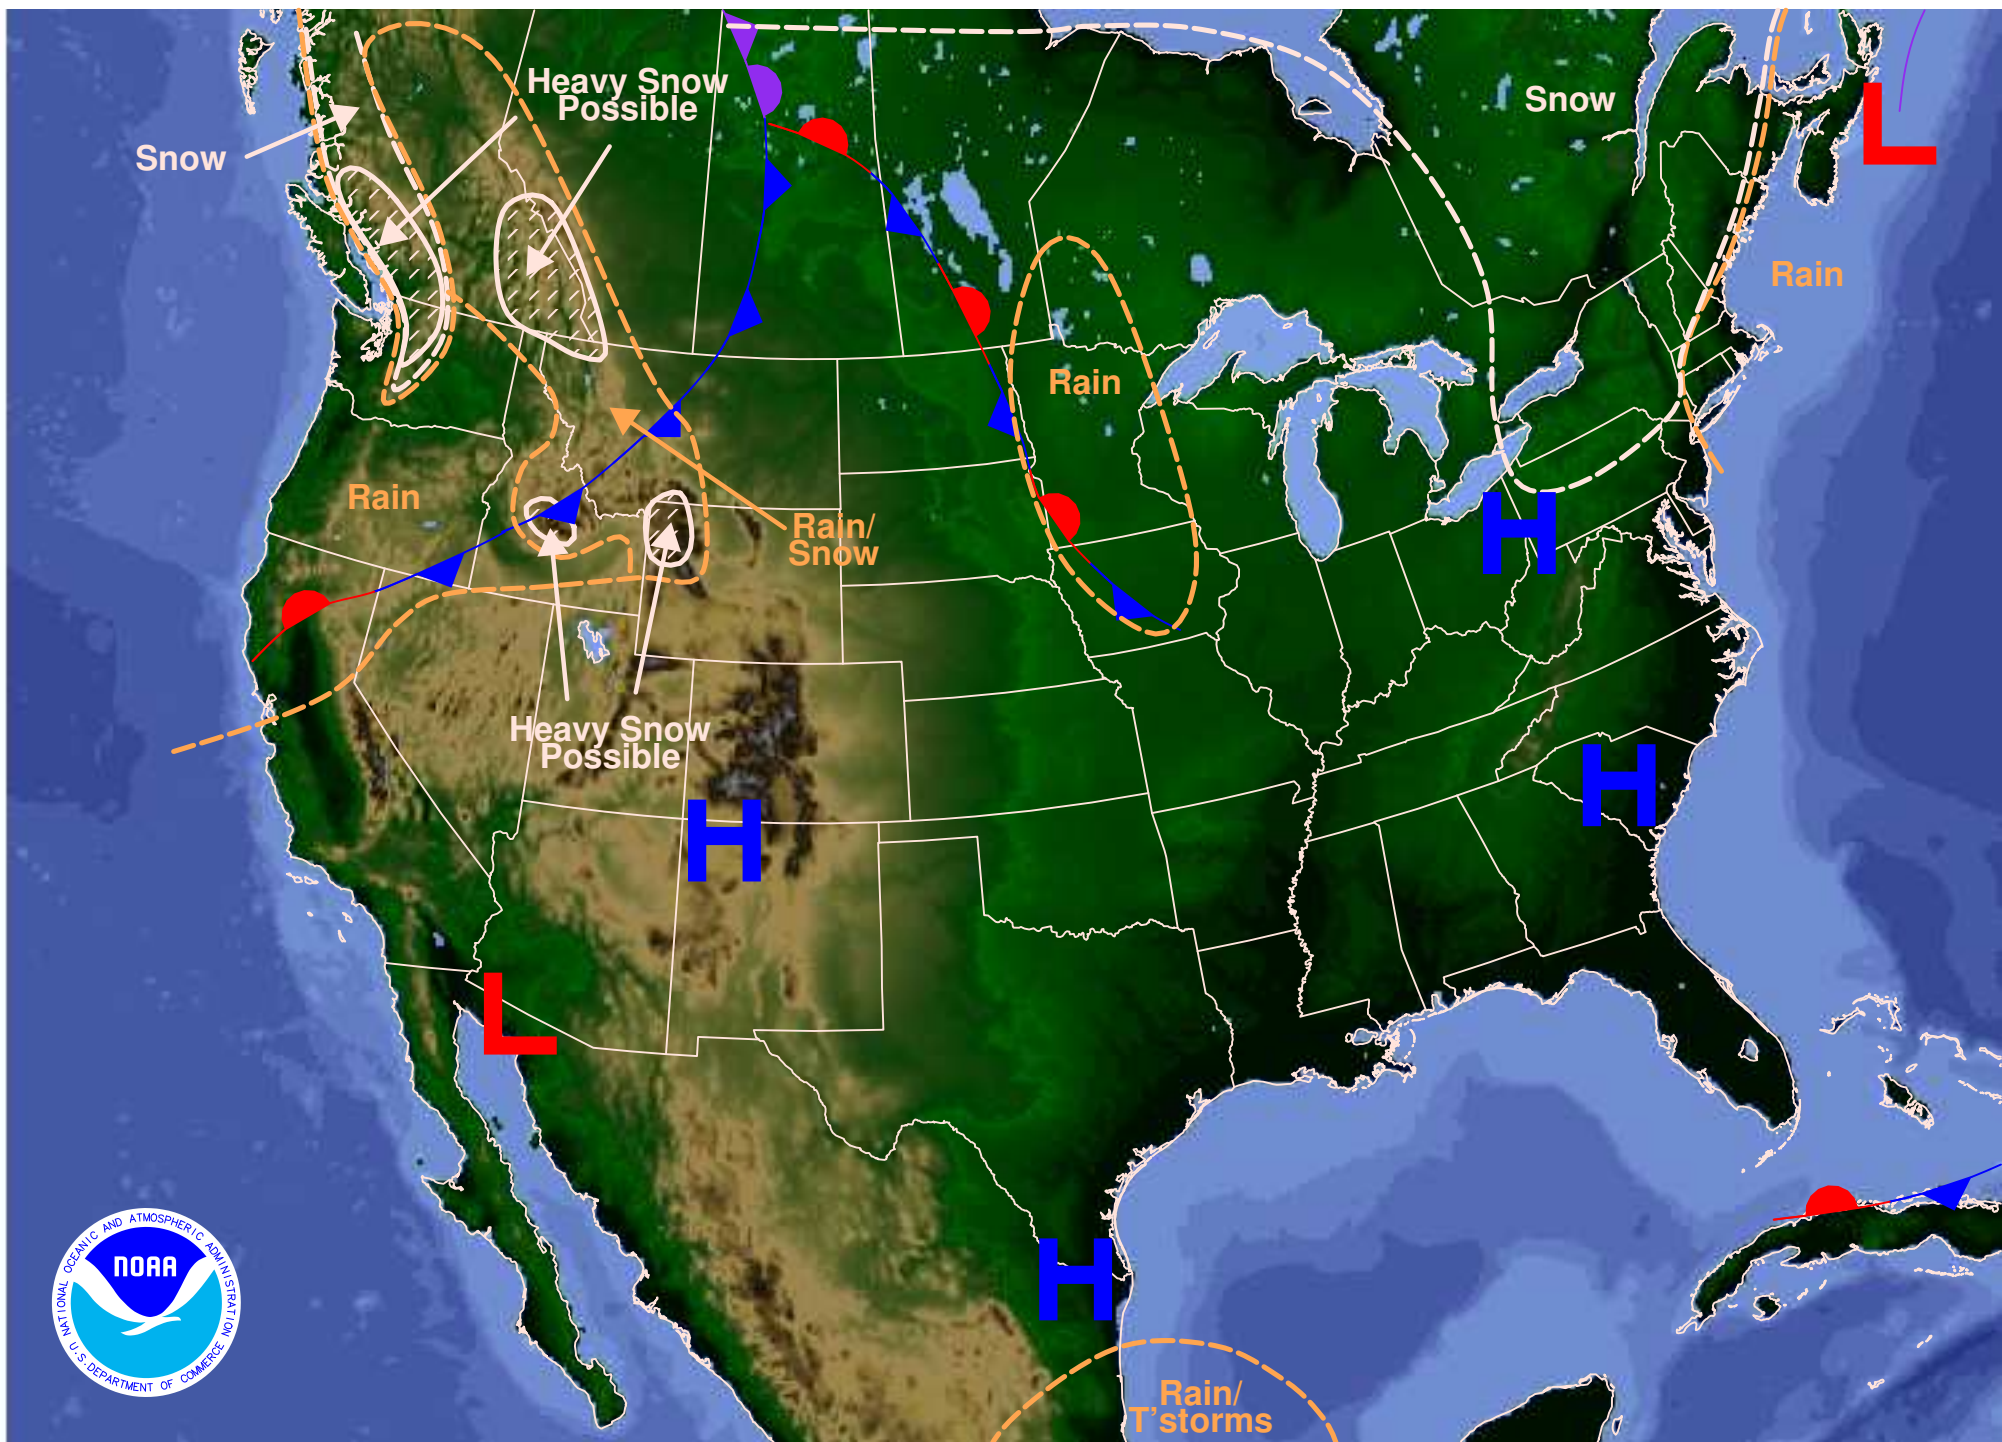 Heavy Snow
Possible
Snow
Snow
Rain
Rain
Rain
Rain/
Snow
Heavy Snow
Possible
H
H
H
H
L
L
Rain/
T'storms
NATIONAL OCEANIC AND ATMOSPHERIC ADMINISTRATION
NOAA
U.S. DEPARTMENT OF COMMERCE